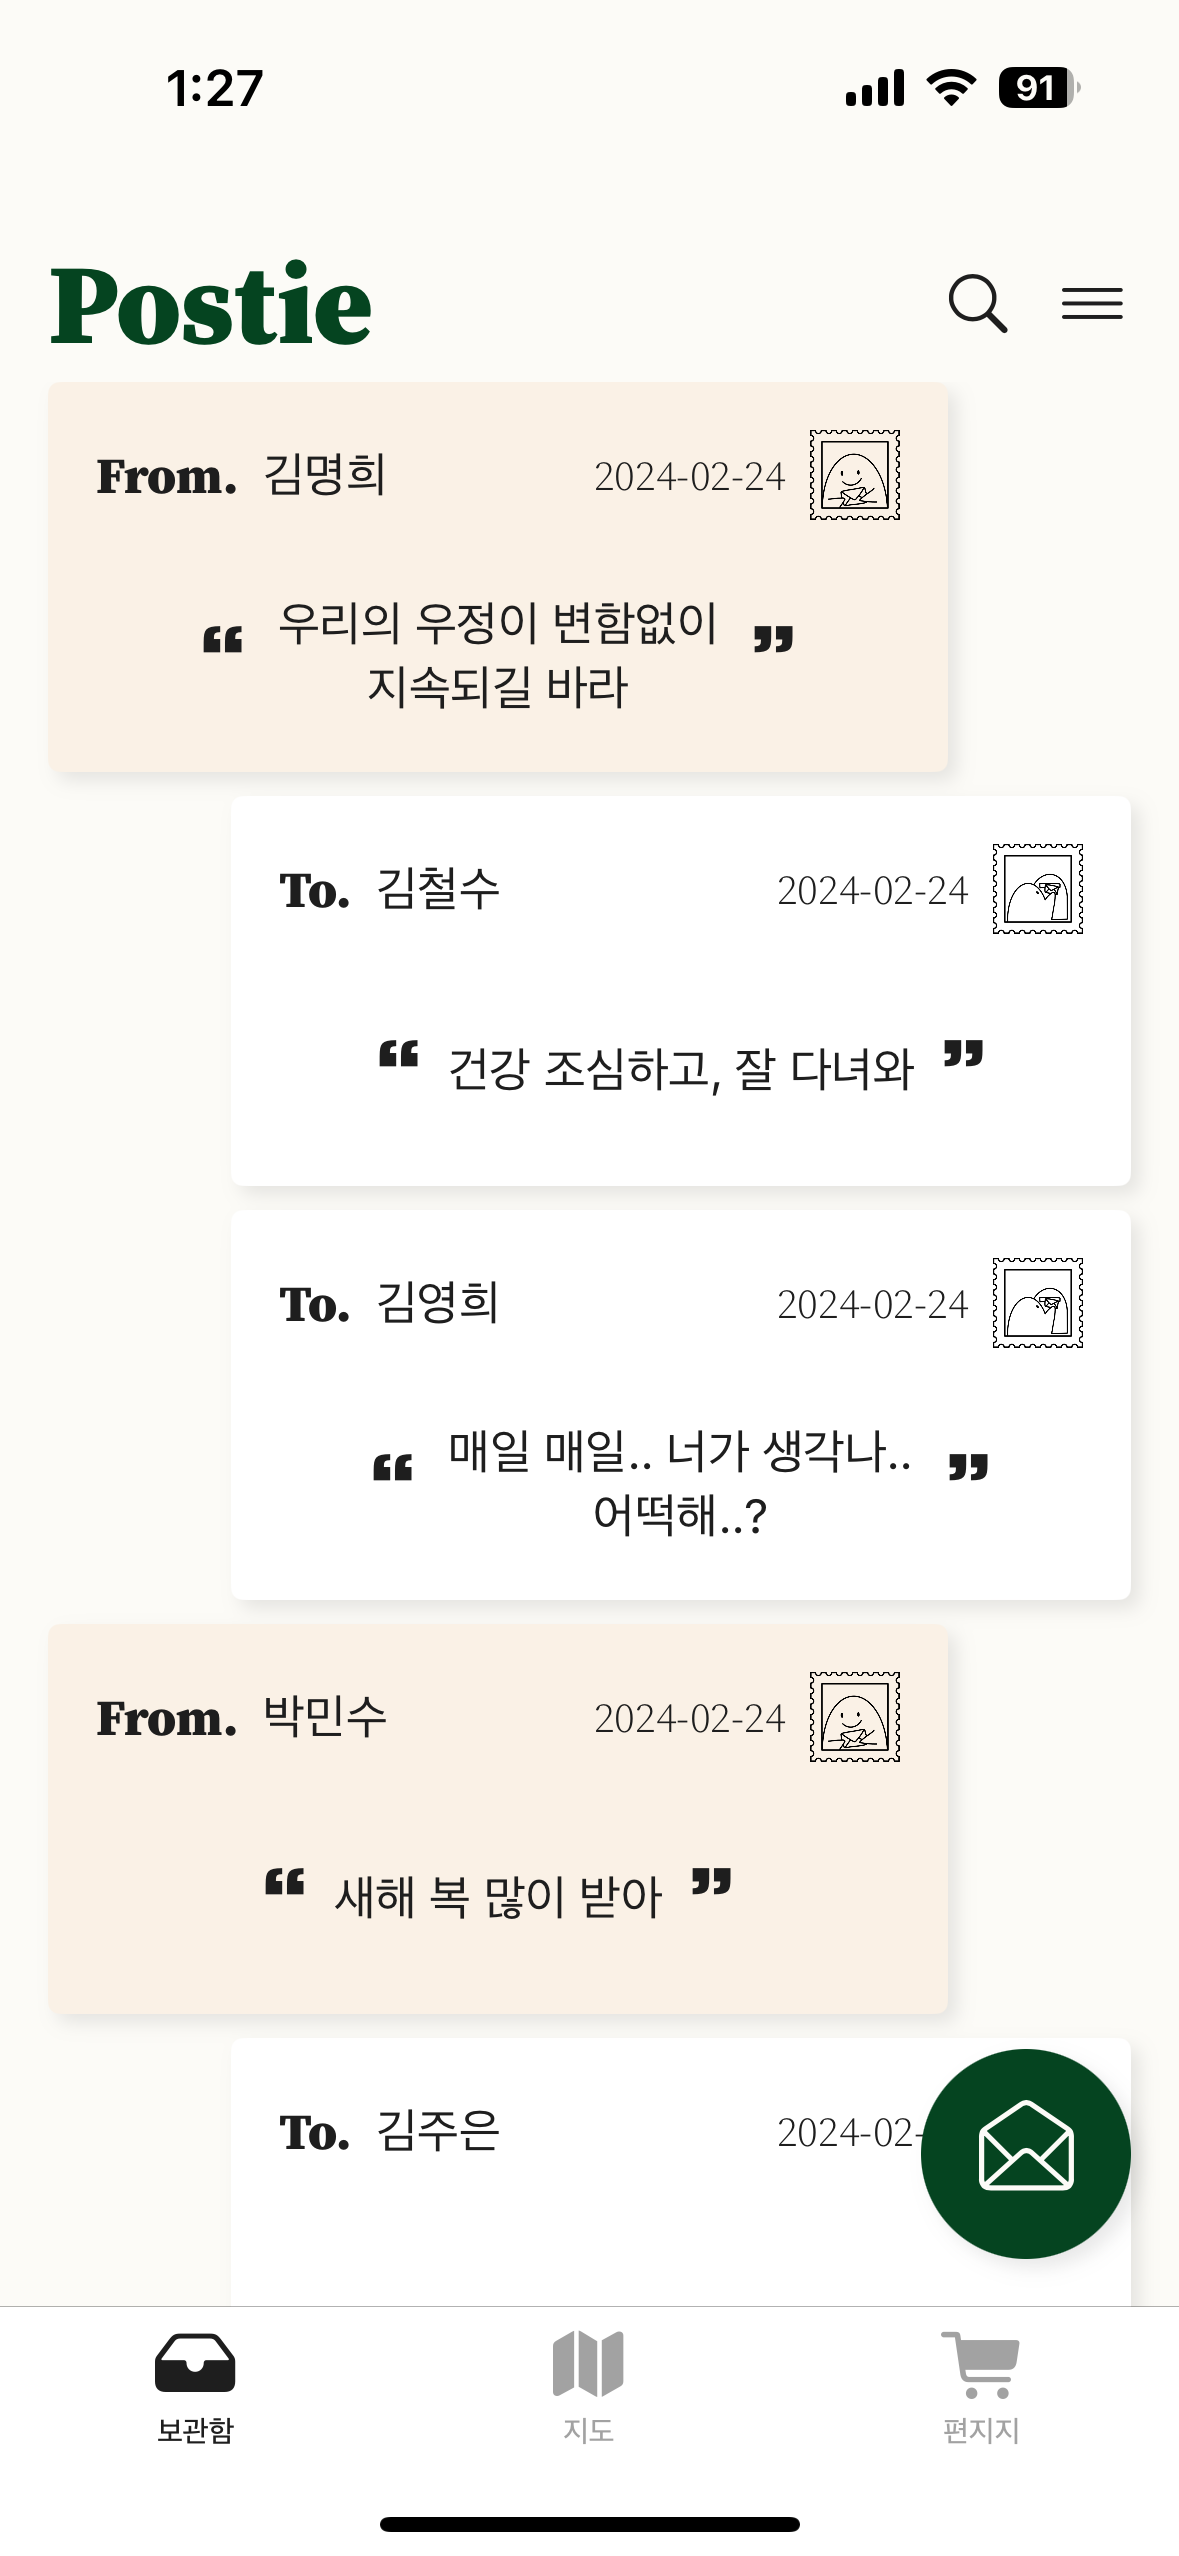 1:27
91
Postie
From. 김명희 2024-02-24
“ 우리의 우정이 변함없이 ”
지속되길 바라
To. 김철수 2024-02-24
“ 건강 조심하고, 잘 다녀와 ”
To. 김영희 2024-02-24
“ 매일 매일.. 너가 생각나.. ”
어떡해..?
From. 박민수 2024-02-24
“ 새해 복 많이 받아 ”
To. 김주은 2024-02-
보관함
지도
편지지